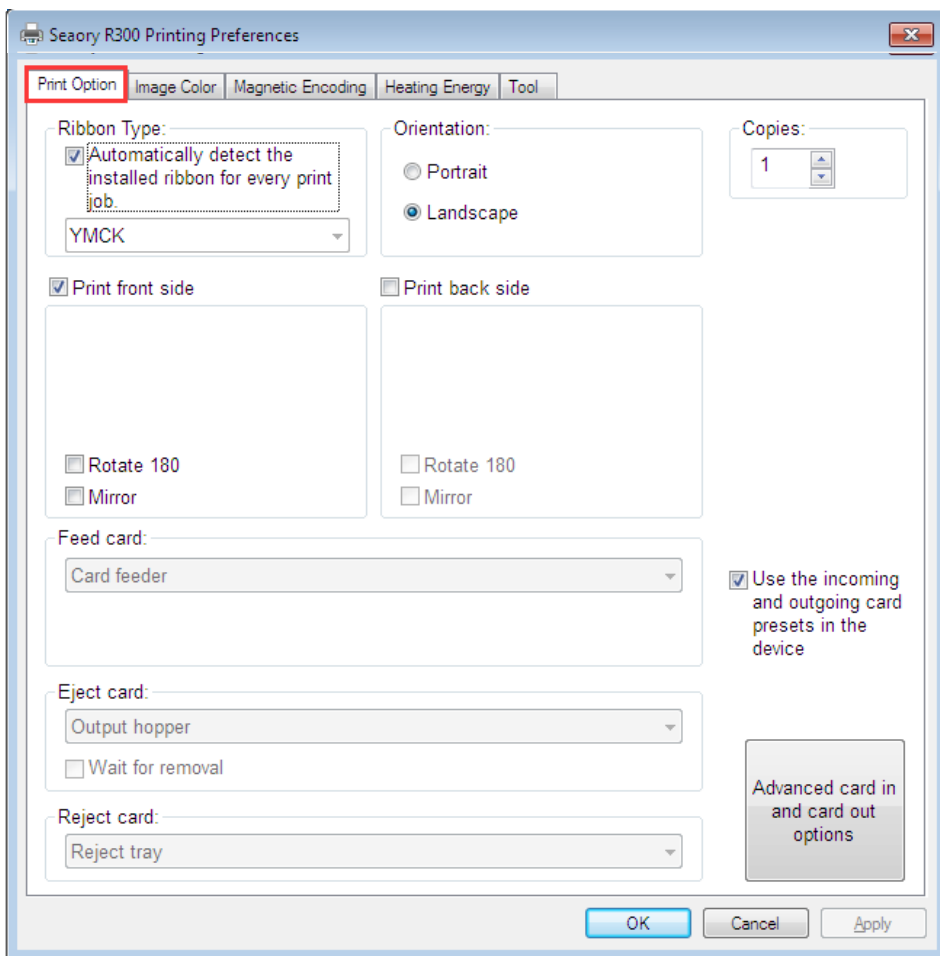 Seaory R300 Printing Preferences
Print Option
Image Color
Magnetic Encoding
Heating Energy
Tool
Ribbon Type:
Automatically detect the
installed ribbon for every print
job.
YMCK
Orientation:
Portrait
Landscape
Copies:
1
Print front side
Rotate 180
Mirror
Print back side
Rotate 180
Mirror
Feed card:
Card feeder
Use the incoming
and outgoing card
presets in the
device
Eject card:
Output hopper
Wait for removal
Reject card:
Reject tray
Advanced card in
and card out
options
OK
Cancel
Apply